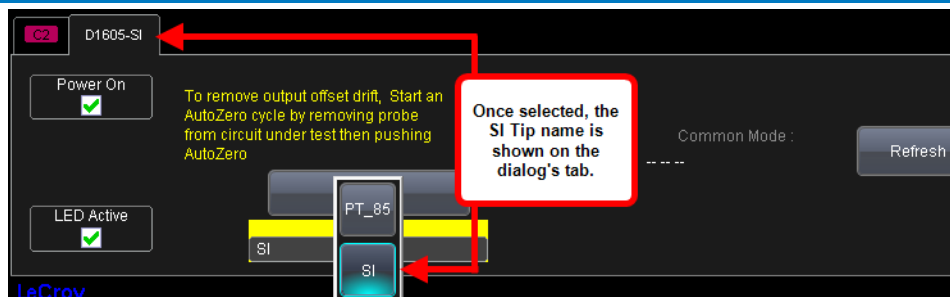 C2
D1605-SI
Power On
To remove output offset drift, Start an
AutoZero cycle by removing probe
from circuit under test then pushing
AutoZero
Once selected, the
SI Tip name is
shown on the
dialog's tab.
Common Mode :
-- -- --
Refresh
LED Active
PT_85
SI
SI
LeCroy